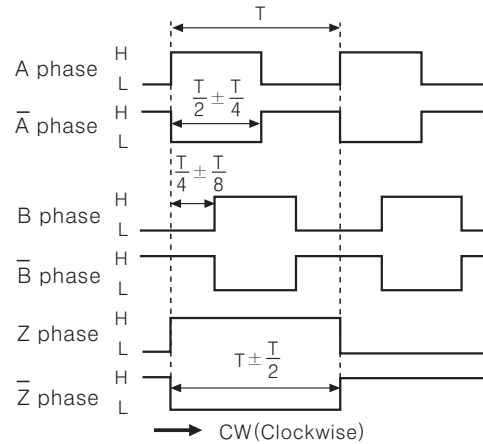 T
H
A phase
L
H
A̅ phase
L
T/2 ± T/4
T/4 ± T/8
H
B phase
L
H
B̅ phase
L
H
Z phase
L
T ± T/2
H
Z̅ phase
L
CW(Clockwise)